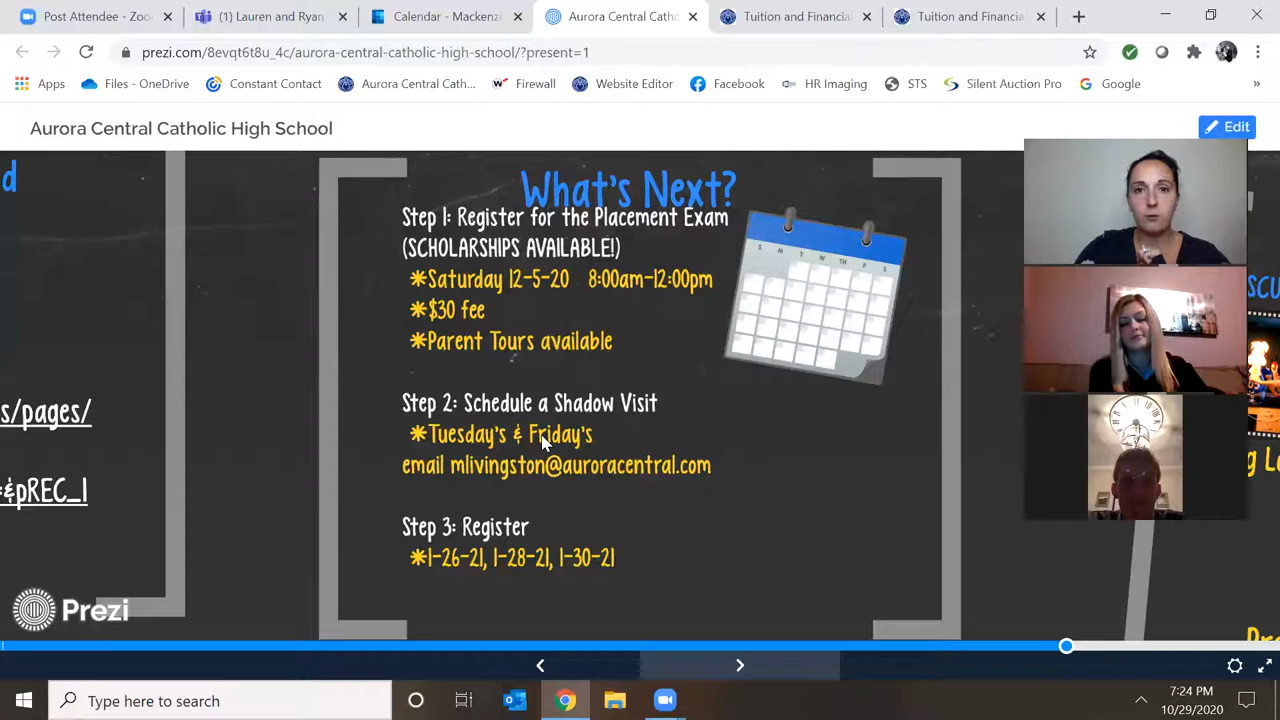 Post Attendee - Zoo
(1) Lauren and Ryan
Calendar - Mackenzi
Aurora Central Catho
Tuition and Financial
Tuition and Financia
prezi.com/8evqt6t8u_4c/aurora-central-catholic-high-school/?present=1
Apps
Files - OneDrive
Constant Contact
Aurora Central Cath...
Firewall
Website Editor
Facebook
HR Imaging
STS
Silent Auction Pro
Google
»
Aurora Central Catholic High School
Edit
d
s/pages/
&pREC_1
What's Next?
Step 1: Register for the Placement Exam
(SCHOLARSHIPS AVAILABLE!)
*Saturday 12-5-20 8:00am-12:00pm
*$30 fee
*Parent Tours available
Step 2: Schedule a Shadow Visit
*Tuesday's & Friday's
email mlivingston@auroracentral.com
Step 3: Register
*1-26-21, 1-28-21, 1-30-21
S M T W TH F S
SCU
g L
Prezi
Type here to search
7:24 PM
10/29/2020